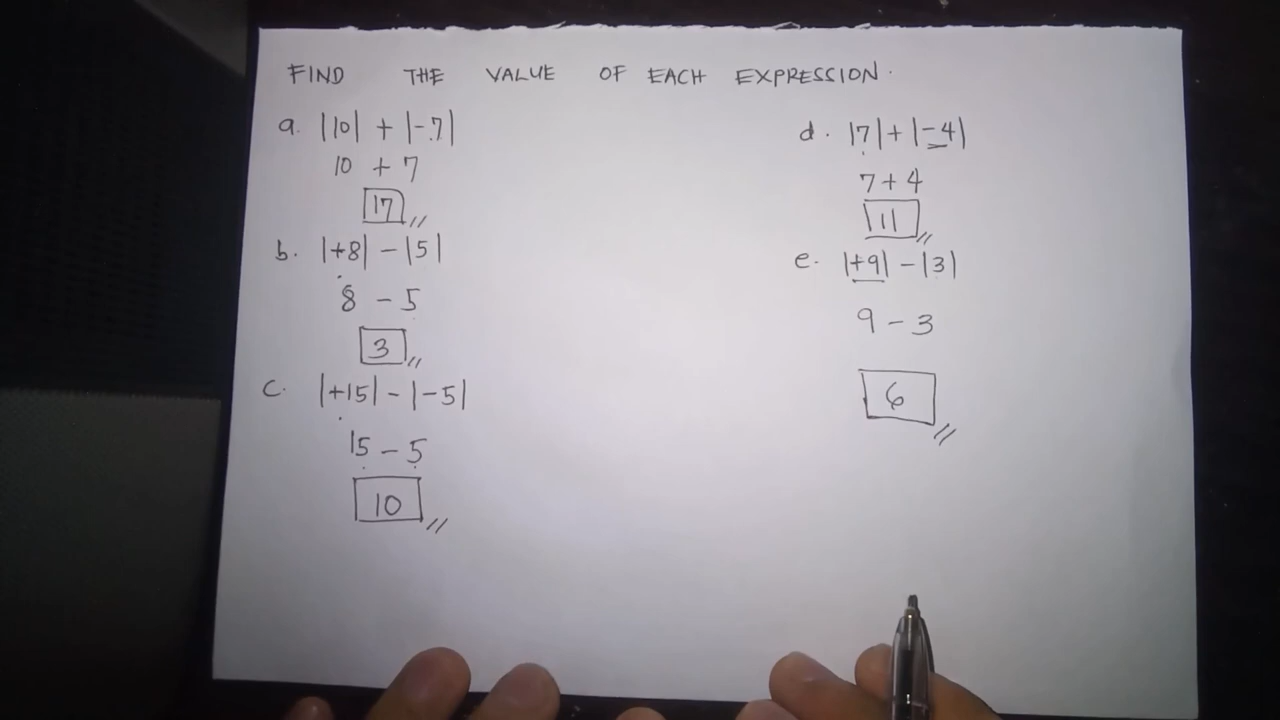 FIND THE VALUE OF EACH EXPRESSION.
a. |10| + |-7|
10 + 7
17
b. |+8| - |5|
8 - 5
3
c. |+15| - |-5|
15 - 5
10
d. |7| + |-4|
7 + 4
11
e. |+9| - |3|
9 - 3
6